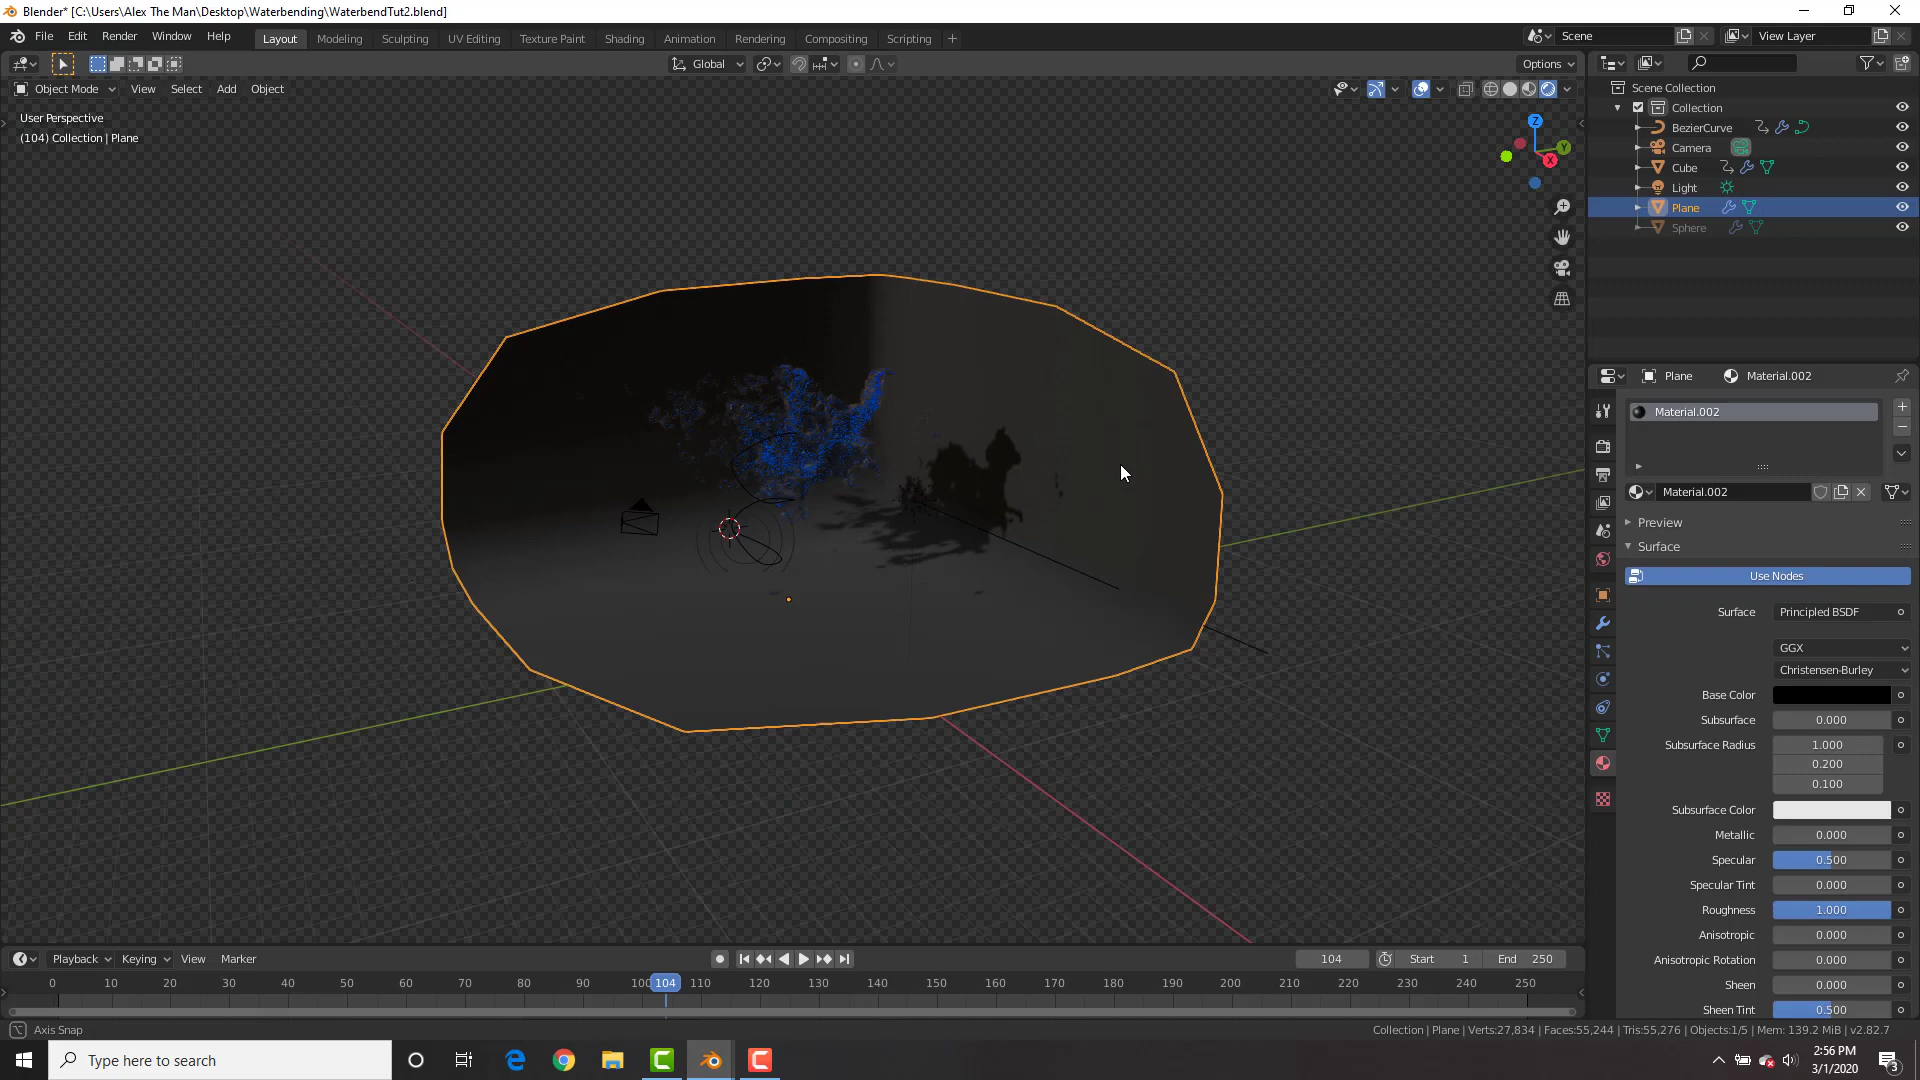 Blender* [C:\Users\Alex The Man\Desktop\Waterbending\WaterbendTut2.blend]
File Edit Render Window Help
Layout Modeling Sculpting UV Editing Texture Paint Shading Animation Rendering Compositing Scripting +
Scene
View Layer
Global
Options
Object Mode View Select Add Object
User Perspective
(104) Collection | Plane
Z
Y
X
Scene Collection
Collection
BezierCurve
Camera
Cube
Light
Plane
Sphere
Plane Material.002
Material.002
Material.002
Preview
Surface
Use Nodes
Surface Principled BSDF
GGX
Christensen-Burley
Base Color
Subsurface 0.000
Subsurface Radius 1.000
0.200
0.100
Subsurface Color
Metallic 0.000
Specular 0.500
Specular Tint 0.000
Roughness 1.000
Anisotropic 0.000
Anisotropic Rotation 0.000
Sheen 0.000
Sheen Tint 0.500
Playback Keying View Marker
104 Start 1 End 250
0 10 20 30 40 50 60 70 80 90 100 104 110 120 130 140 150 160 170 180 190 200 210 220 230 240 250
Axis Snap
Collection | Plane | Verts:27,834 | Faces:55,244 | Tris:55,276 | Objects:1/5 | Mem: 139.2 MiB | v2.82.7
Type here to search
2:56 PM
3/1/2020
3